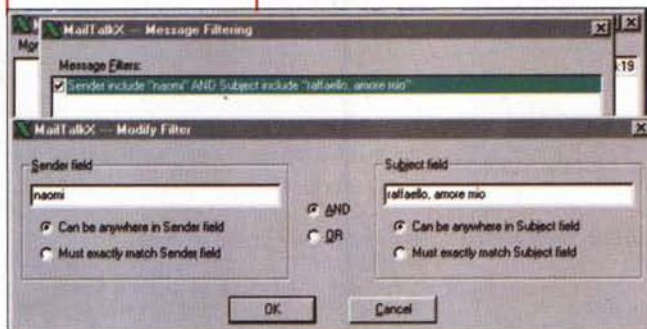 MailTalkX — Message Filtering
Message Filters:
:19
Sender include "naomi" AND Subject include "raffaello, amore mio"
MailTalkX — Modify Filter
Sender field
Subject field
naomi
raffaello, amore mio
AND
Can be anywhere in Sender field
Can be anywhere in Subject field
OR
Must exactly match Sender field
Must exactly match Subject field
OK
Cancel